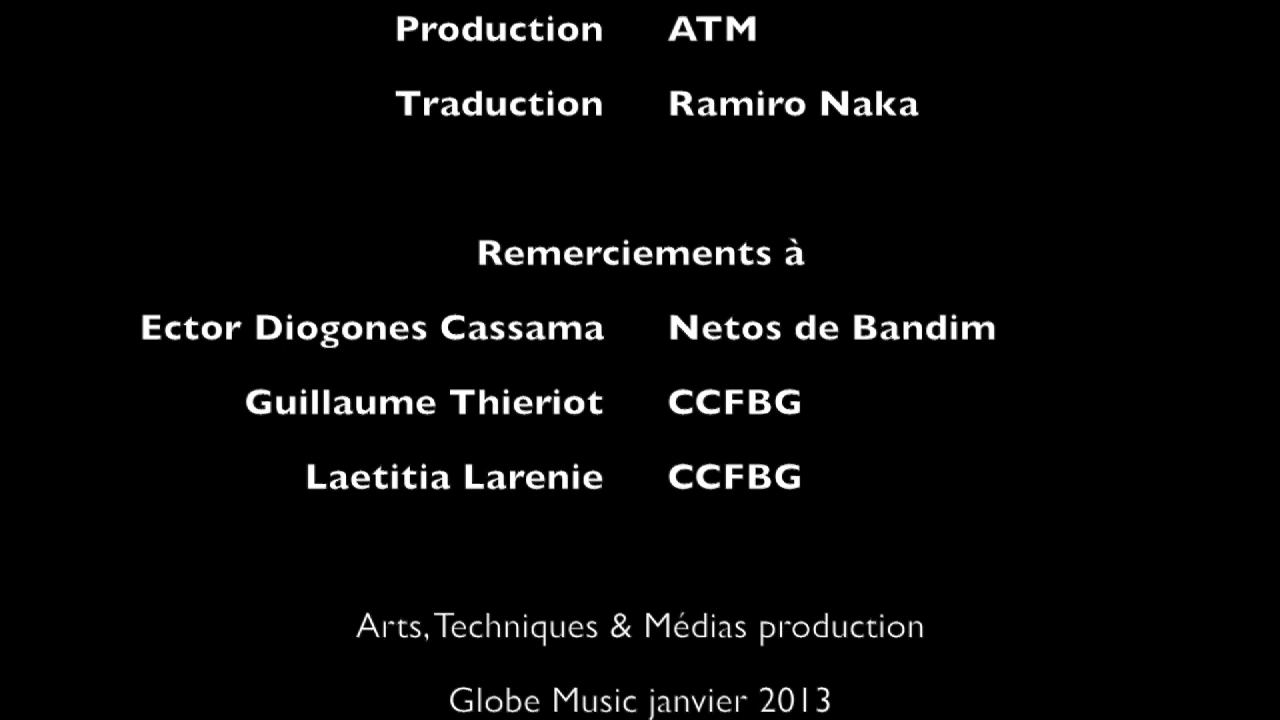 Production ATM
Traduction Ramiro Naka
Remerciements à
Ector Diogones Cassama Netos de Bandim
Guillaume Thieriot CCFBG
Laetitia Larenie CCFBG
Arts, Techniques & Médias production
Globe Music janvier 2013